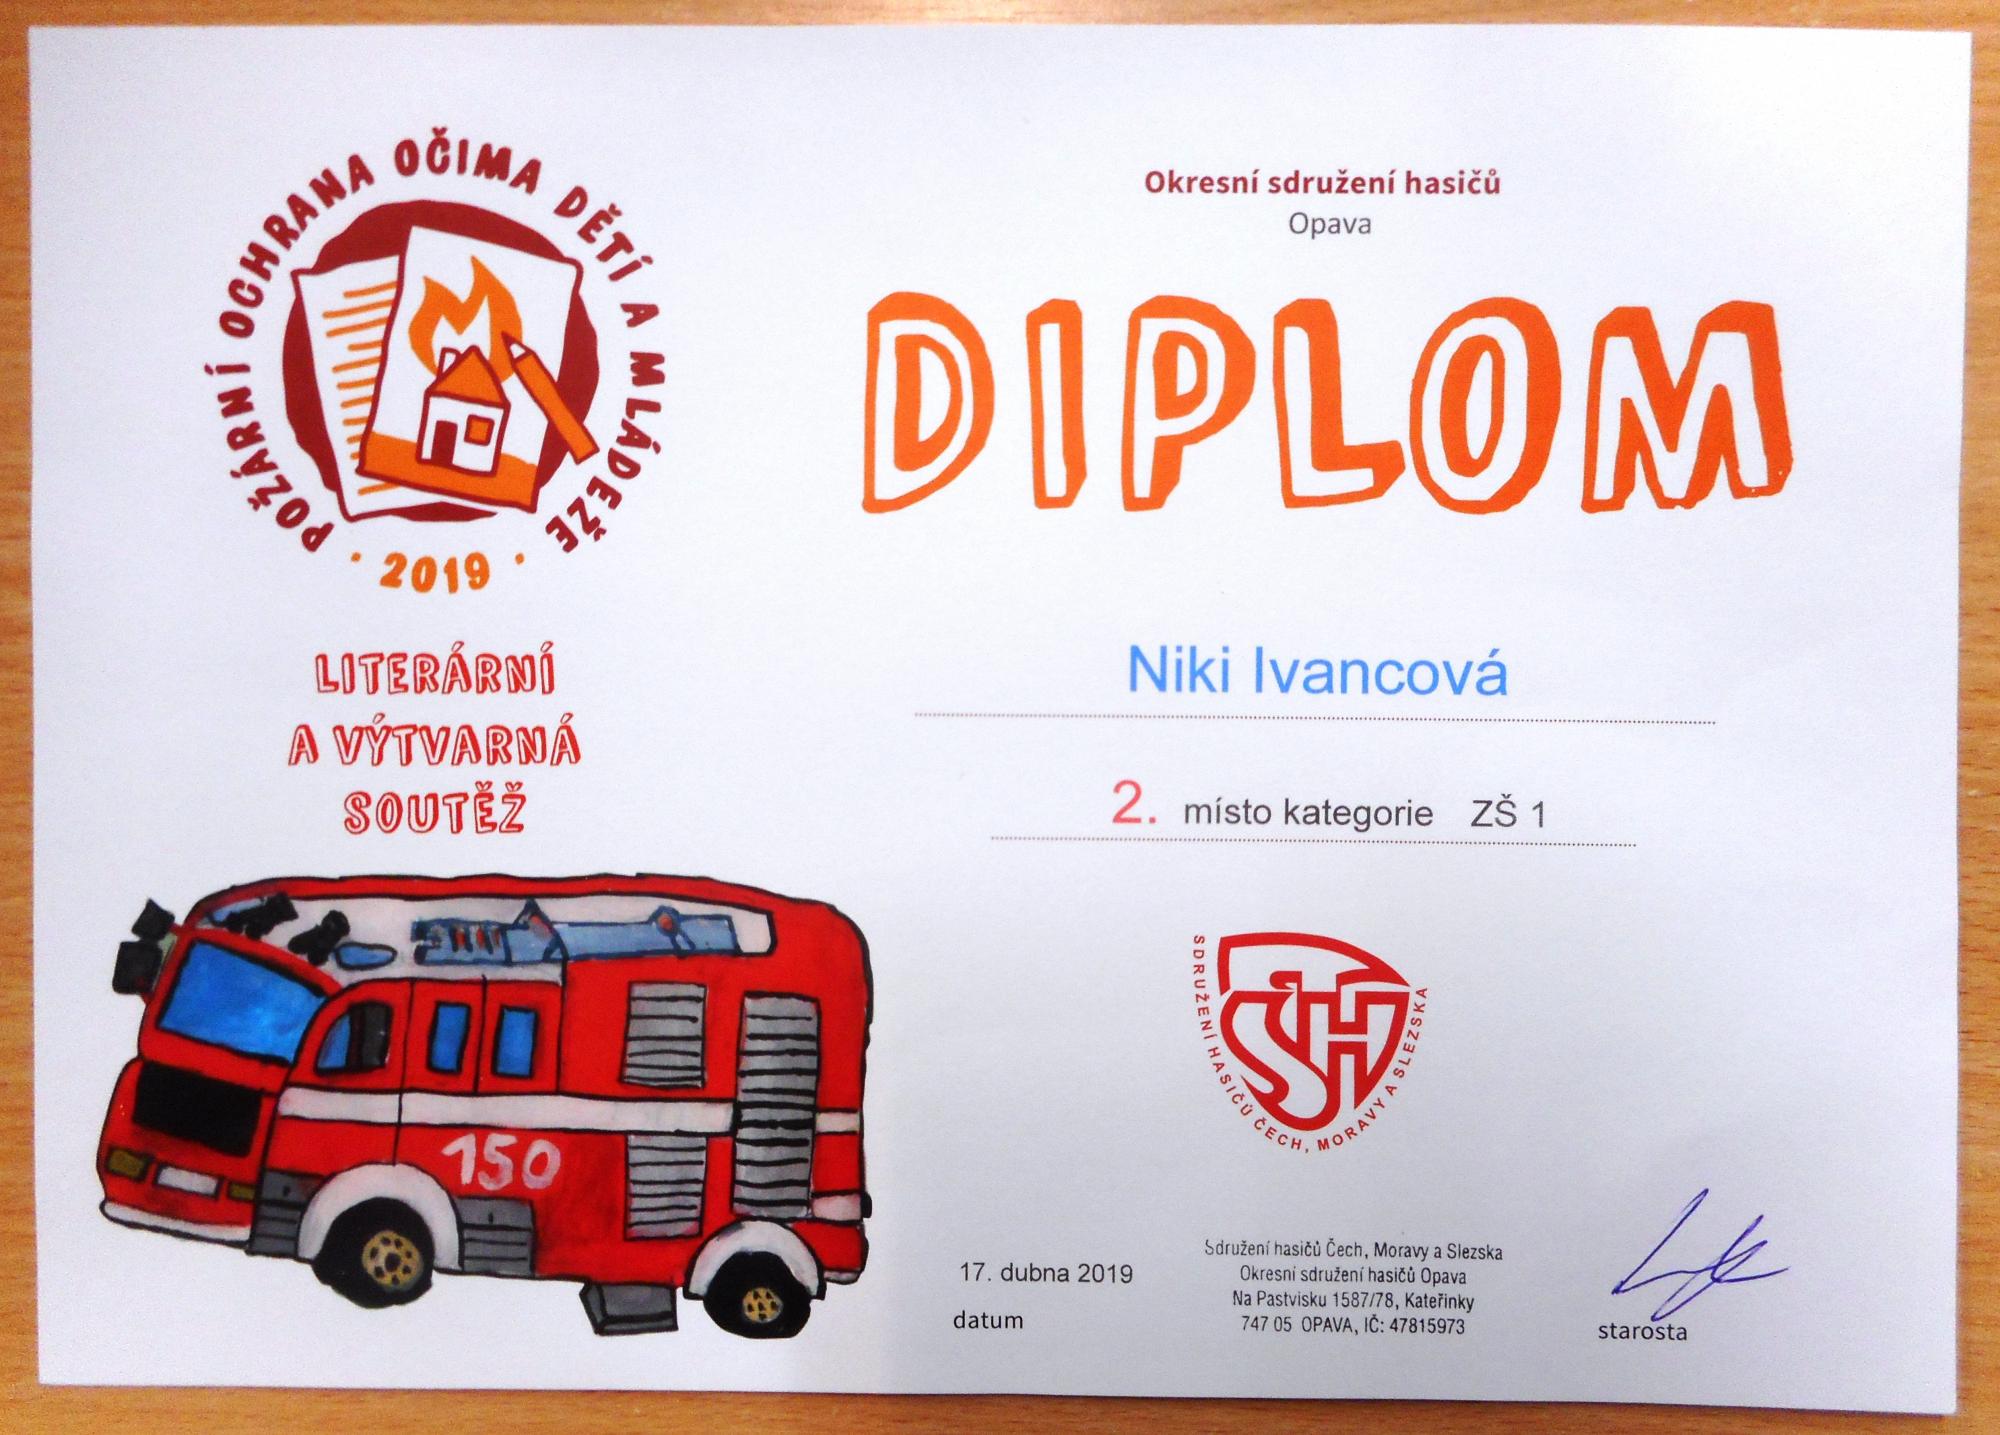 POŽÁRNÍ OCHRANA OČIMA DĚTÍ A MLÁDEŽE
· 2019 ·
LITERÁRNÍ
A VÝTVARNÁ
SOUTĚŽ
150
Okresní sdružení hasičů
Opava
DIPLOM
Niki Ivancová
2. místo kategorie ZŠ 1
SH
SDRUŽENÍ HASIČŮ ČECH, MORAVY A SLEZSKA
17. dubna 2019
datum
Sdružení hasičů Čech, Moravy a Slezska
Okresní sdružení hasičů Opava
Na Pastvisku 1587/78, Kateřinky
747 05 OPAVA, IČ: 47815973
starosta